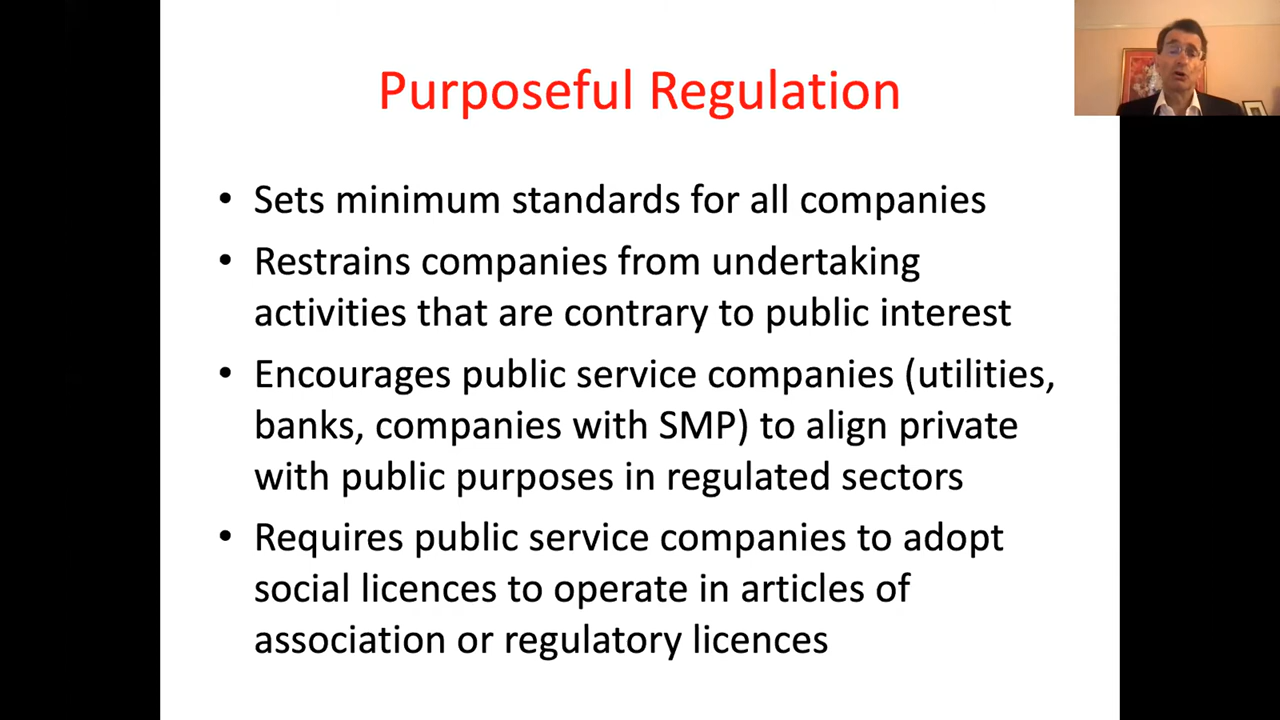 Purposeful Regulation
• Sets minimum standards for all companies
• Restrains companies from undertaking
activities that are contrary to public interest
• Encourages public service companies (utilities,
banks, companies with SMP) to align private
with public purposes in regulated sectors
• Requires public service companies to adopt
social licences to operate in articles of
association or regulatory licences